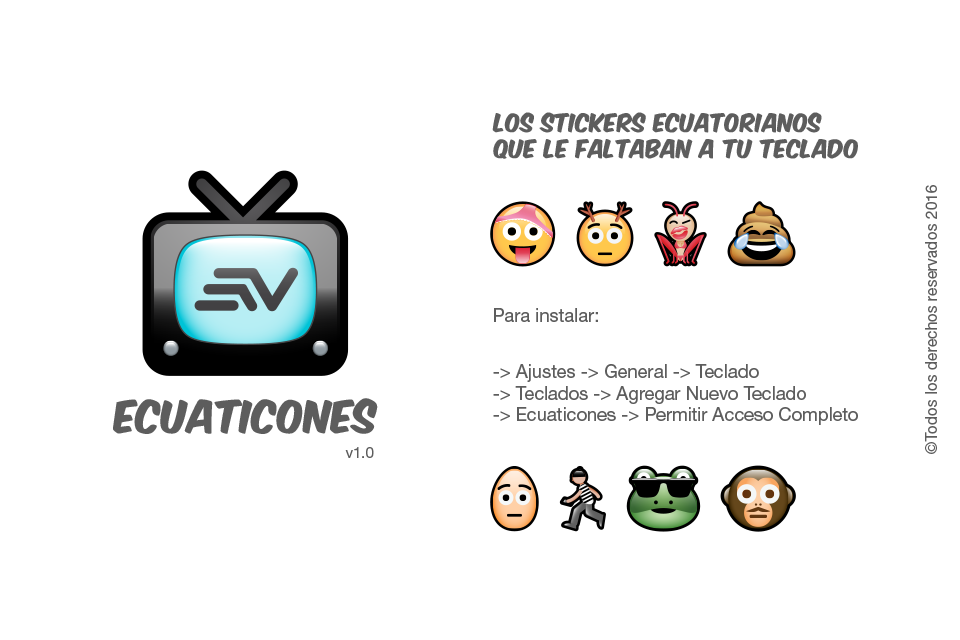 LOS STICKERS ECUATORIANOS
QUE LE FALTABAN A TU TECLADO
Para instalar:
-> Ajustes -> General -> Teclado
-> Teclados -> Agregar Nuevo Teclado
-> Ecuaticones -> Permitir Acceso Completo
ECUATICONES
v1.0
©Todos los derechos reservados 2016